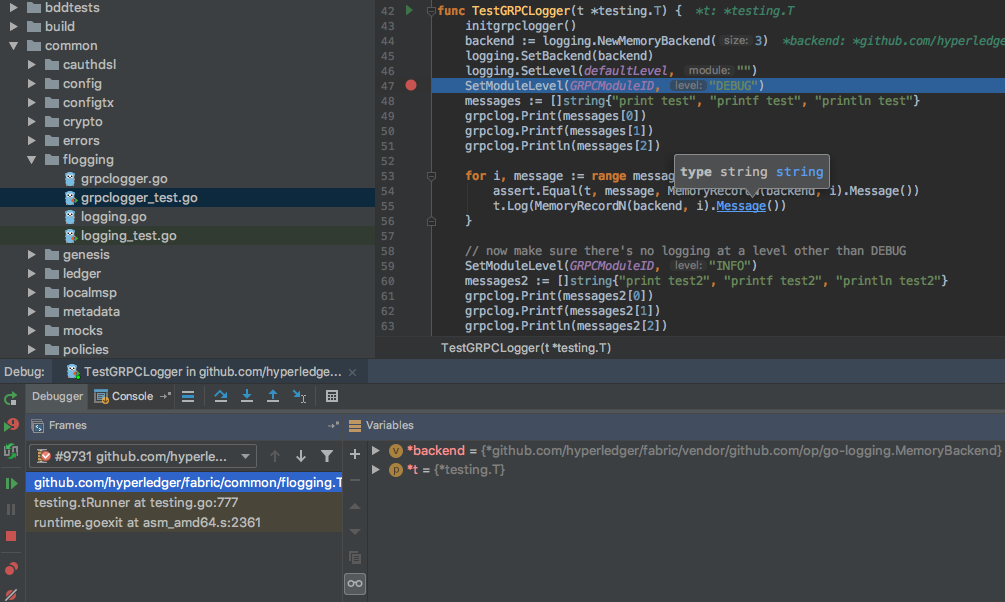 bddtests
build
common
cauthdsl
config
configtx
crypto
errors
flogging
grpclogger.go
grpclogger_test.go
logging.go
logging_test.go
genesis
ledger
localmsp
metadata
mocks
policies
42 func TestGRPCLogger(t *testing.T) { *t: *testing.T
43 initgrpclogger()
44 backend := logging.NewMemoryBackend( size: 3) *backend: *github.com/hyperledge
45 logging.SetBackend(backend)
46 logging.SetLevel(defaultLevel, module: "")
47 SetModuleLevel(GRPCModuleID, level: "DEBUG")
48 messages := []string{"print test", "printf test", "println test"}
49 grpclog.Print(messages[0])
50 grpclog.Printf(messages[1])
51 grpclog.Println(messages[2])
52
type string string
53 for i, message := range messag
54 assert.Equal(t, message, MemoryRecordN(backend, i).Message())
55 t.Log(MemoryRecordN(backend, i).Message())
56 }
57
58 // now make sure there's no logging at a level other than DEBUG
59 SetModuleLevel(GRPCModuleID, level: "INFO")
60 messages2 := []string{"print test2", "printf test2", "println test2"}
61 grpclog.Print(messages2[0])
62 grpclog.Printf(messages2[1])
63 grpclog.Println(messages2[2])
TestGRPCLogger(t *testing.T)
Debug: TestGRPCLogger in github.com/hyperledge... ×
Debugger Console
Frames
Variables
#9731 github.com/hyperle...
github.com/hyperledger/fabric/common/flogging.T
testing.tRunner at testing.go:777
runtime.goexit at asm_amd64.s:2361
v *backend = {*github.com/hyperledger/fabric/vendor/github.com/op/go-logging.MemoryBackend}
p *t = {*testing.T}